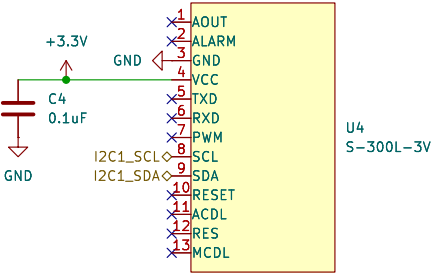 1 AOUT
2 ALARM
+3.3V
GND 3 GND
4 VCC
C4
0.1uF
5 TXD
6 RXD
7 PWM
U4
S-300L-3V
GND
I2C1_SCL 8 SCL
I2C1_SDA 9 SDA
10 RESET
11 ACDL
12 RES
13 MCDL